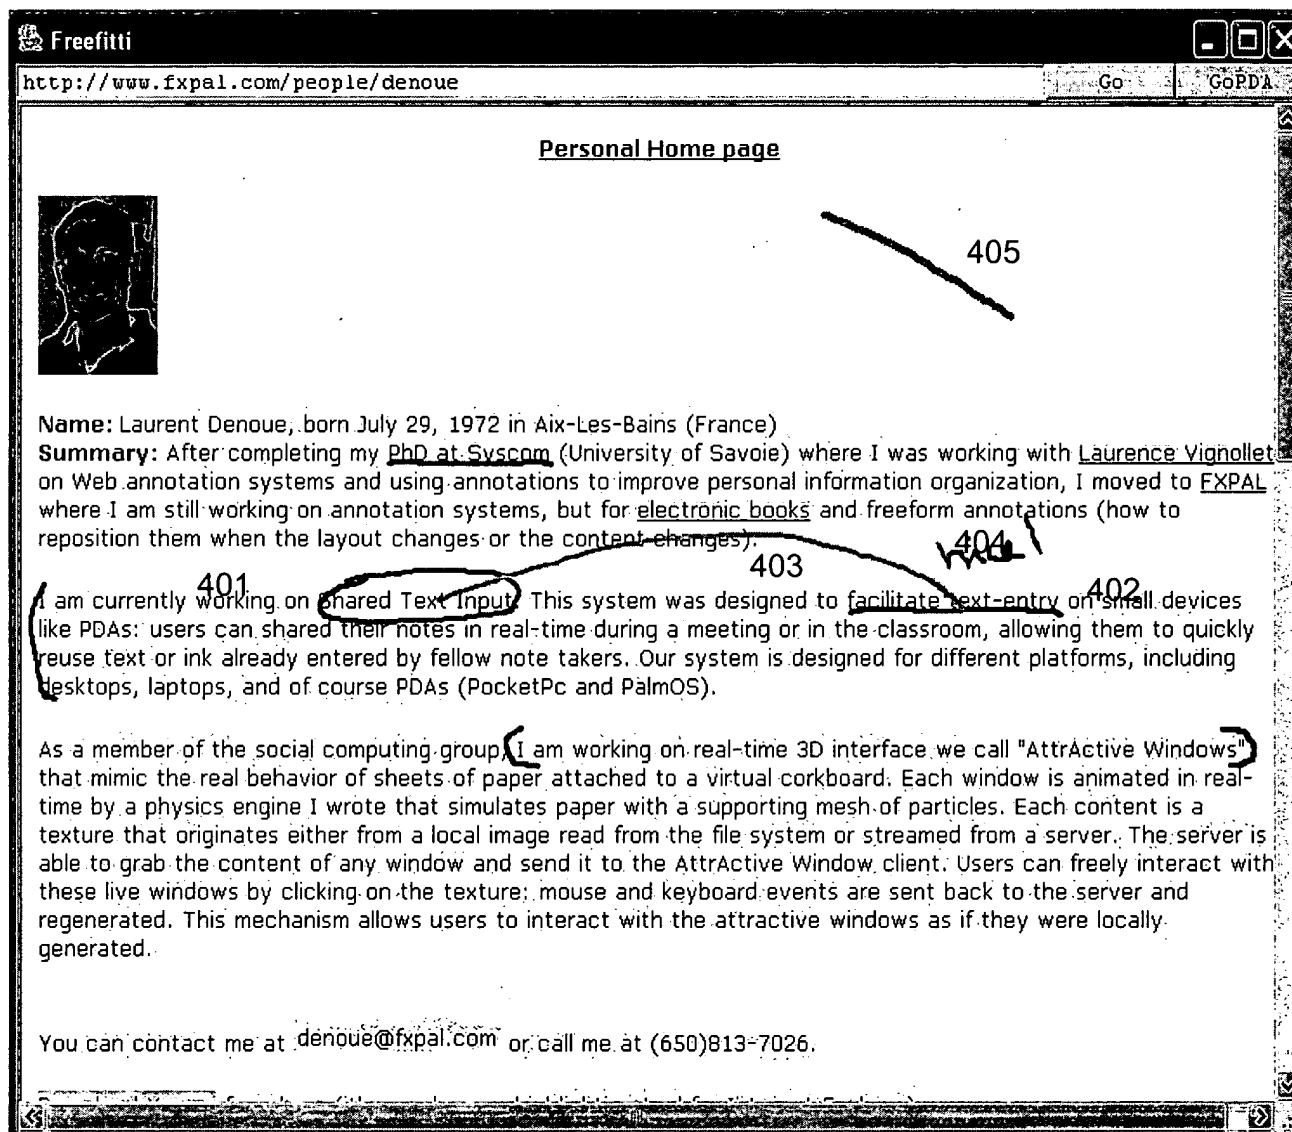 Freefitti
http://www.fxpal.com/people/denoue Go GoPDA
Personal Home page
405
Name: Laurent Denoue, born July 29, 1972 in Aix-Les-Bains (France)
Summary: After completing my PhD at Syscom (University of Savoie) where I was working with Laurence Vignollet
on Web annotation systems and using annotations to improve personal information organization, I moved to FXPAL
where I am still working on annotation systems, but for electronic books and freeform annotations (how to
reposition them when the layout changes or the content changes).
404
403
401 402
I am currently working on Shared Text Input. This system was designed to facilitate text-entry on small devices
like PDAs: users can shared their notes in real-time during a meeting or in the classroom, allowing them to quickly
reuse text or ink already entered by fellow note takers. Our system is designed for different platforms, including
desktops, laptops, and of course PDAs (PocketPc and PalmOS).
As a member of the social computing group, I am working on real-time 3D interface we call "AttrActive Windows"
that mimic the real behavior of sheets of paper attached to a virtual corkboard. Each window is animated in real-
time by a physics engine I wrote that simulates paper with a supporting mesh of particles. Each content is a
texture that originates either from a local image read from the file system or streamed from a server. The server is
able to grab the content of any window and send it to the AttrActive Window client. Users can freely interact with
these live windows by clicking on the texture: mouse and keyboard events are sent back to the server and
regenerated. This mechanism allows users to interact with the attractive windows as if they were locally
generated.
You can contact me at denoue@fxpal.com or call me at (650)813-7026.